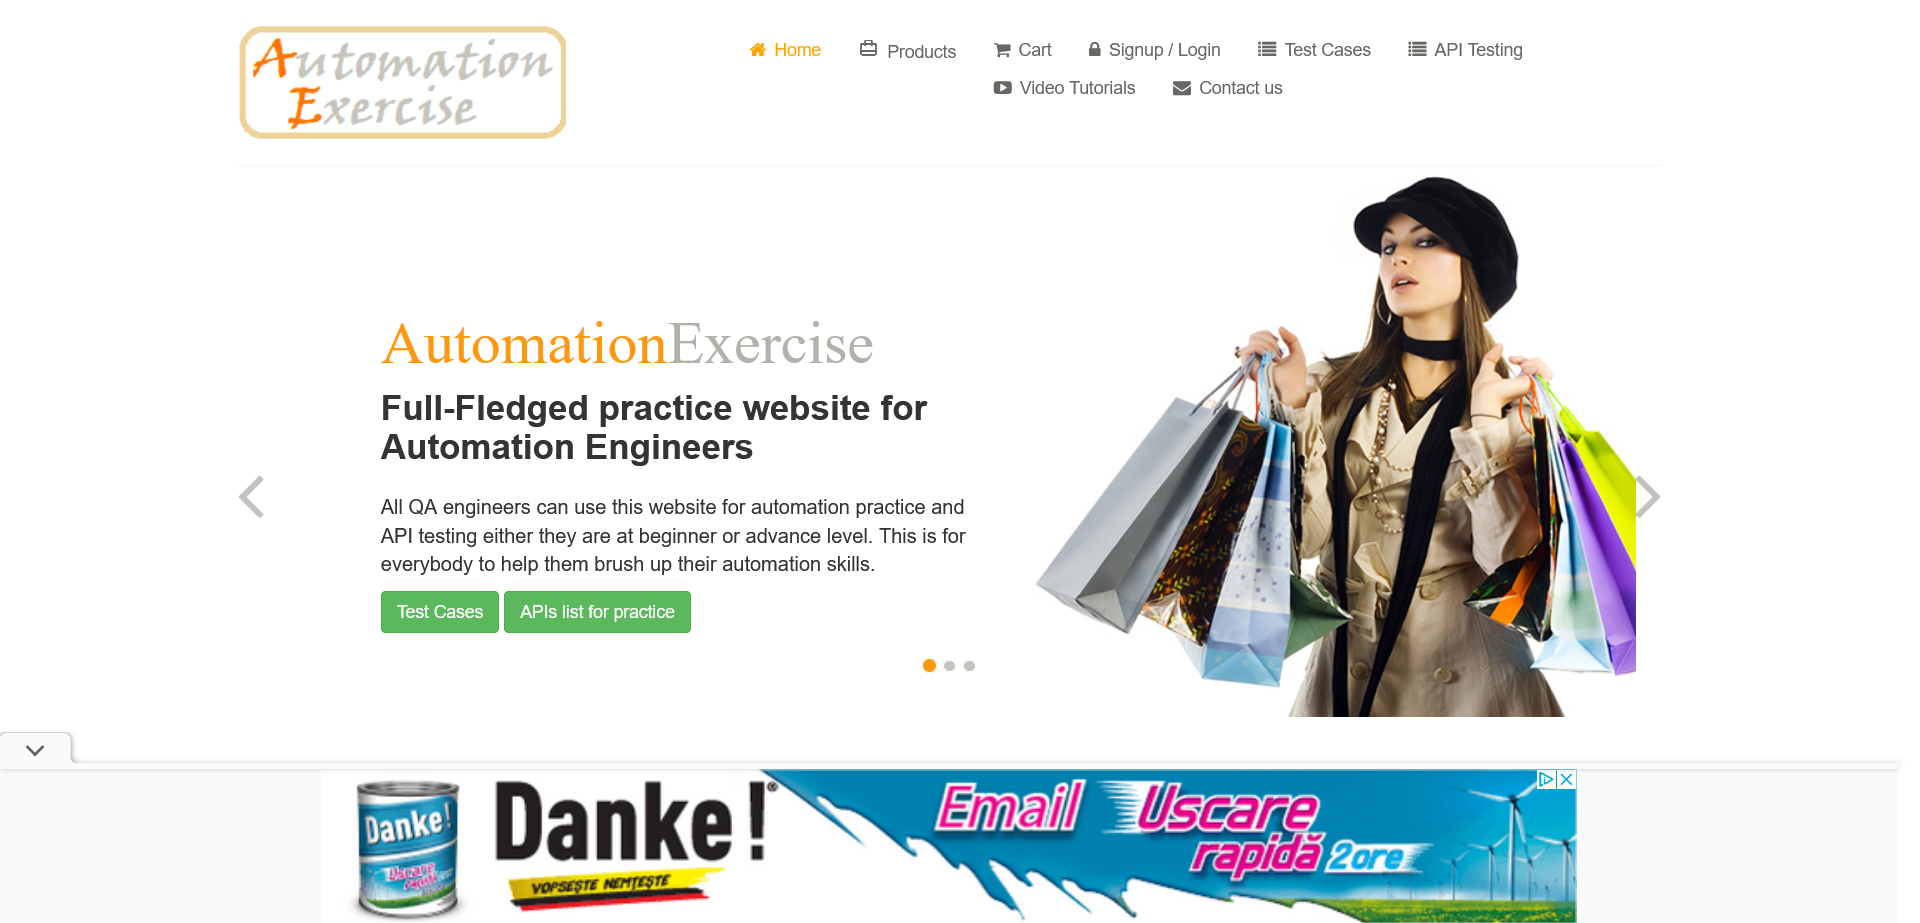 Automation
Exercise
Home
Products
Cart
Signup / Login
Test Cases
API Testing
Video Tutorials
Contact us
AutomationExercise
Full-Fledged practice website for
Automation Engineers
All QA engineers can use this website for automation practice and
API testing either they are at beginner or advance level. This is for
everybody to help them brush up their automation skills.
Test Cases
APIs list for practice
Danke!
Uscare
rapidă
Danke!®
VOPSEȘTE NEMȚEȘTE
Email Uscare
rapidă 2ore